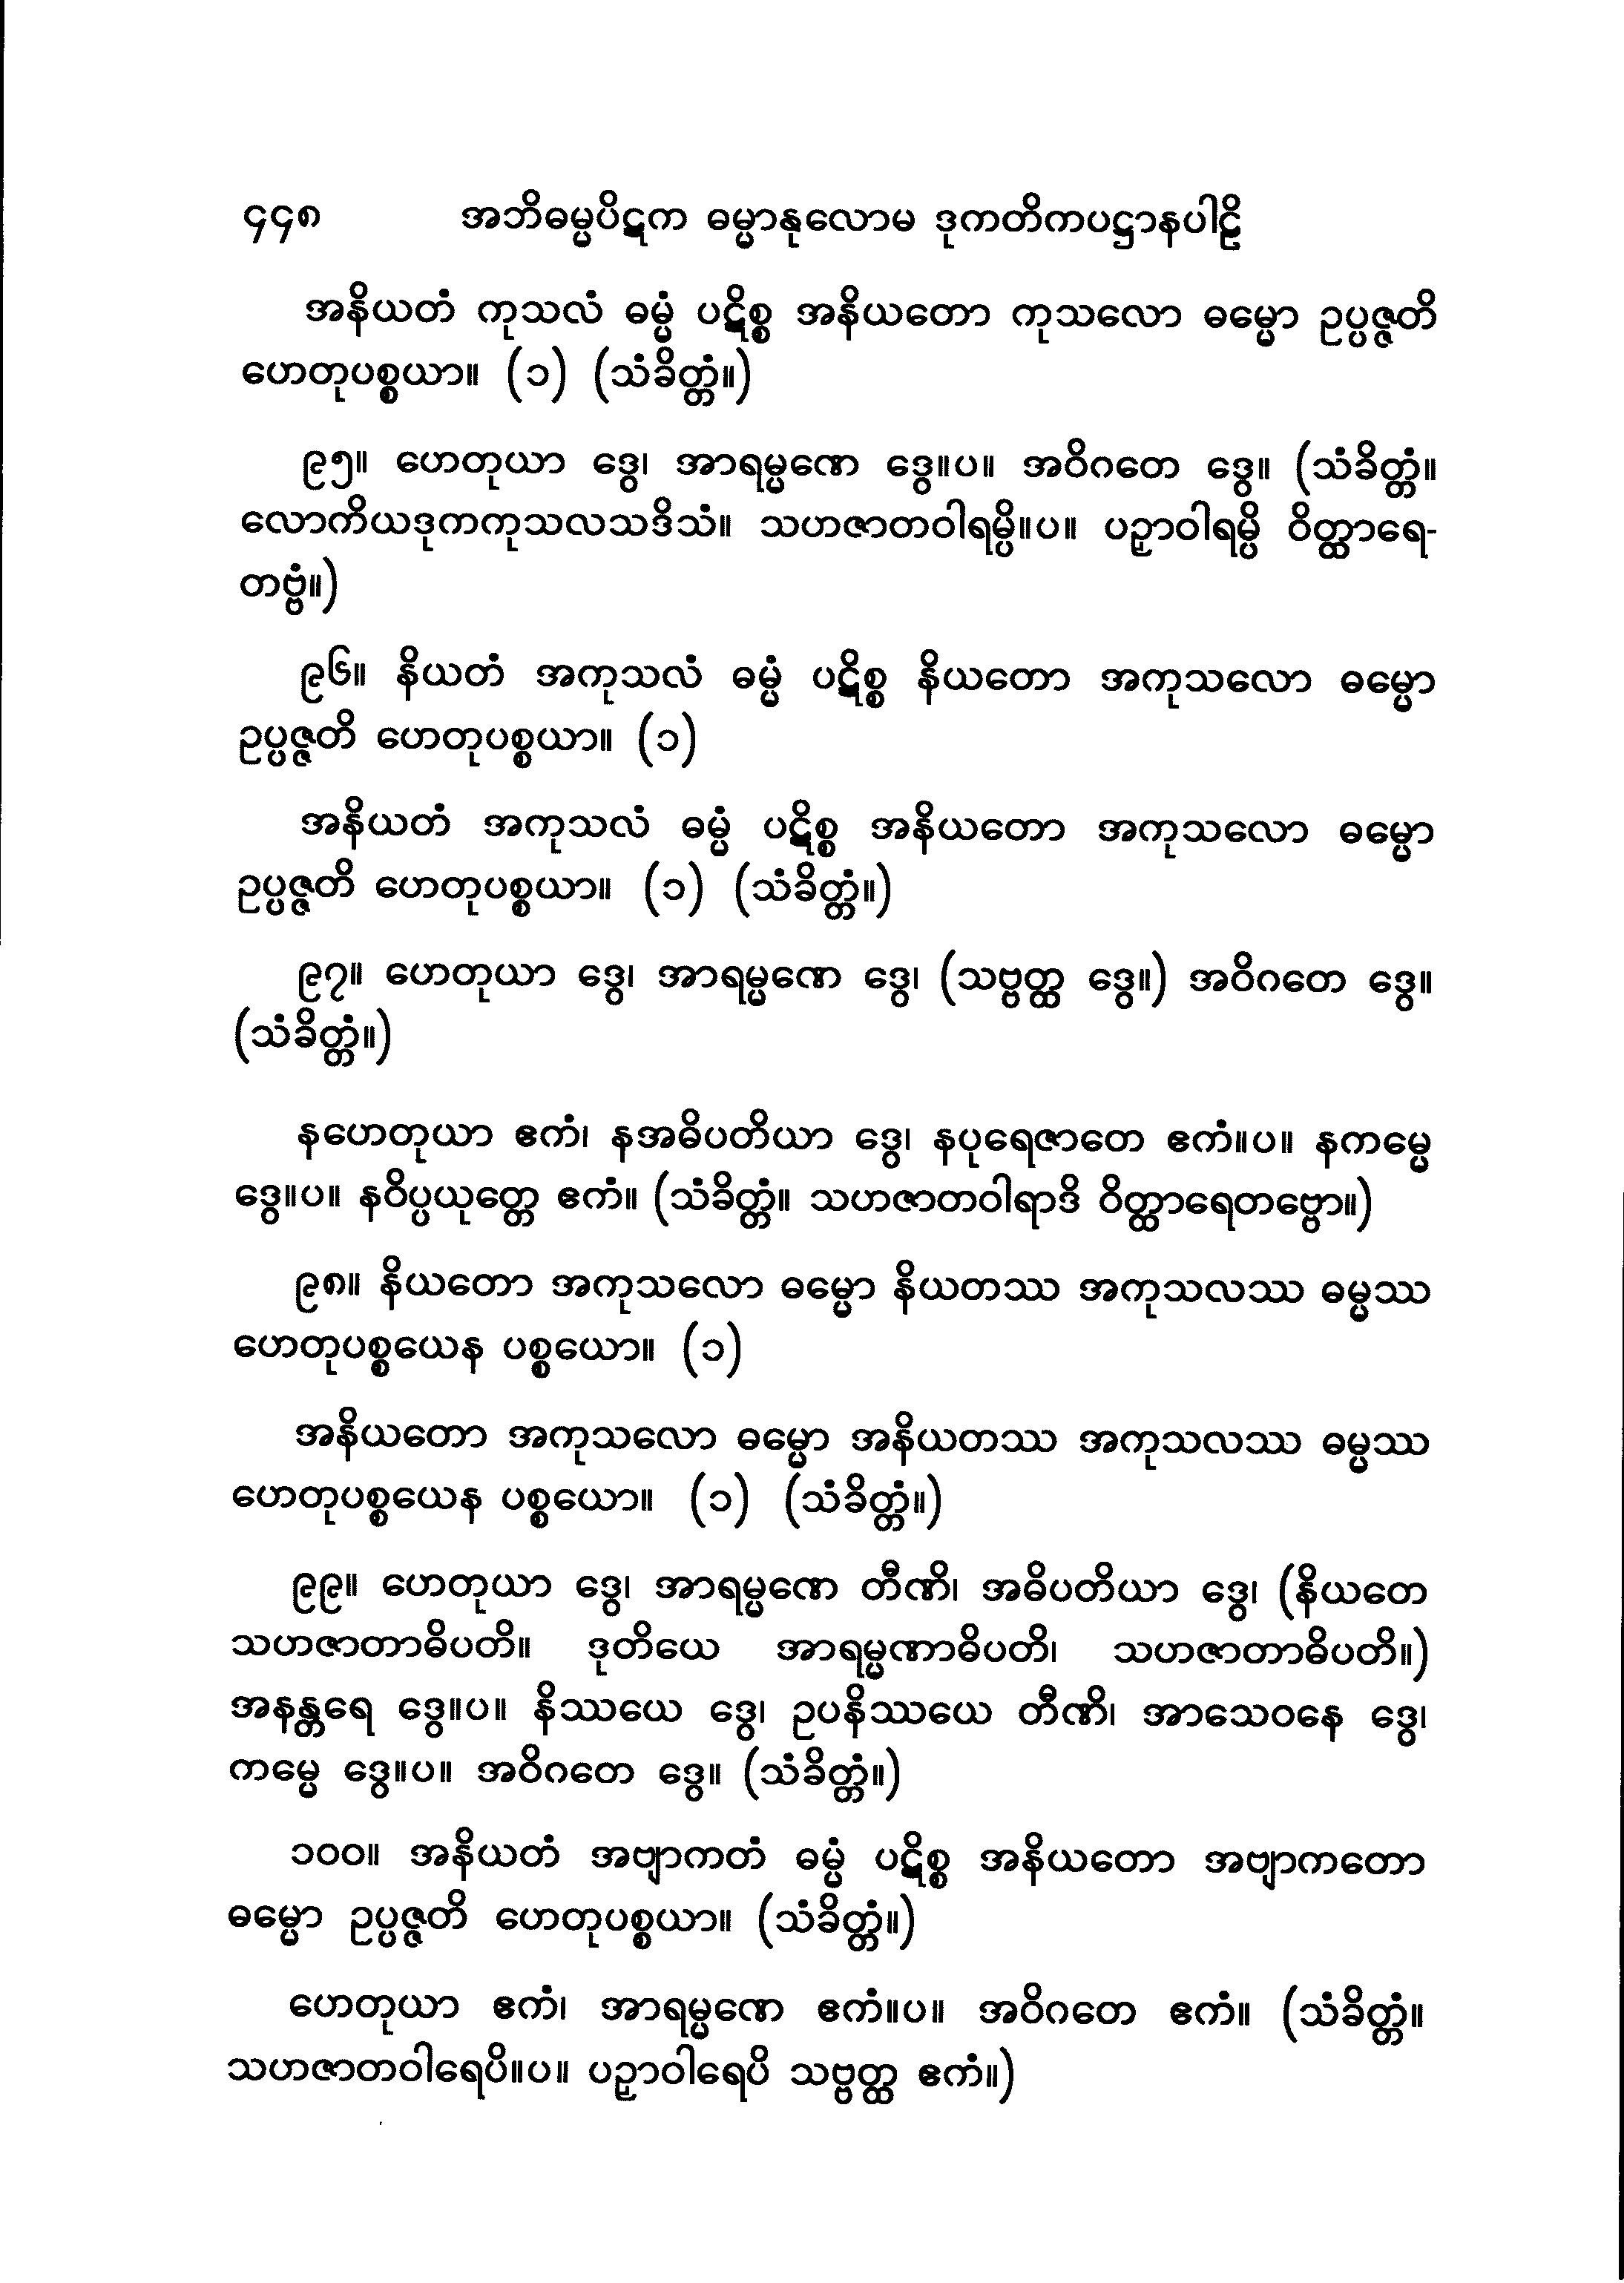 ၄၄၈ အဘိဓမ္မပိဋက ဓမ္မာနုလောမ ဒုကတိကပဋ္ဌာနပါဠိ
အနိယတံ ကုသလံ ဓမ္မံ ပဋိစ္စ အနိယတော ကုသလော ဓမ္မော ဥပ္ပဇ္ဇတိ
ဟေတုပစ္စယာ။ (၁) (သံခိတ္တံ။)
၉၅။ ဟေတုယာ ဒွေ၊ အာရမ္မဏေ ဒွေ။ပ။ အဝိဂတေ ဒွေ။ (သံခိတ္တံ။
လောကိယဒုကကုသလသဒိသံ။ သဟဇာတဝါရမ္ပိ။ပ။ ပဉှာဝါရမ္ပိ ဝိတ္ထာရေ-
တဗ္ဗံ။)
၉၆။ နိယတံ အကုသလံ ဓမ္မံ ပဋိစ္စ နိယတော အကုသလော ဓမ္မော
ဥပ္ပဇ္ဇတိ ဟေတုပစ္စယာ။ (၁)
အနိယတံ အကုသလံ ဓမ္မံ ပဋိစ္စ အနိယတော အကုသလော ဓမ္မော
ဥပ္ပဇ္ဇတိ ဟေတုပစ္စယာ။ (၁) (သံခိတ္တံ။)
၉၇။ ဟေတုယာ ဒွေ၊ အာရမ္မဏေ ဒွေ၊ (သဗ္ဗတ္ထ ဒွေ။) အဝိဂတေ ဒွေ။
(သံခိတ္တံ။)
နဟေတုယာ ဧကံ၊ နအဓိပတိယာ ဒွေ၊ နပုရေဇာတေ ဧကံ။ပ။ နကမ္မေ
ဒွေ။ပ။ နဝိပ္ပယုတ္တေ ဧကံ။ (သံခိတ္တံ။ သဟဇာတဝါရာဒိ ဝိတ္ထာရေတဗ္ဗော။)
၉၈။ နိယတော အကုသလော ဓမ္မော နိယတဿ အကုသလဿ ဓမ္မဿ
ဟေတုပစ္စယေန ပစ္စယော။ (၁)
အနိယတော အကုသလော ဓမ္မော အနိယတဿ အကုသလဿ ဓမ္မဿ
ဟေတုပစ္စယေန ပစ္စယော။ (၁) (သံခိတ္တံ။)
၉၉။ ဟေတုယာ ဒွေ၊ အာရမ္မဏေ တီဏိ၊ အဓိပတိယာ ဒွေ၊ (နိယတေ
သဟဇာတာဓိပတိ။ ဒုတိယေ အာရမ္မဏာဓိပတိ၊ သဟဇာတာဓိပတိ။)
အနန္တရေ ဒွေ။ပ။ နိဿယေ ဒွေ၊ ဥပနိဿယေ တီဏိ၊ အာသေဝနေ ဒွေ၊
ကမ္မေ ဒွေ။ပ။ အဝိဂတေ ဒွေ။ (သံခိတ္တံ။)
၁၀၀။ အနိယတံ အဗျာကတံ ဓမ္မံ ပဋိစ္စ အနိယတော အဗျာကတော
ဓမ္မော ဥပ္ပဇ္ဇတိ ဟေတုပစ္စယာ။ (သံခိတ္တံ။)
ဟေတုယာ ဧကံ၊ အာရမ္မဏေ ဧကံ။ပ။ အဝိဂတေ ဧကံ။ (သံခိတ္တံ။
သဟဇာတဝါရေပိ။ပ။ ပဉှာဝါရေပိ သဗ္ဗတ္ထ ဧကံ။)